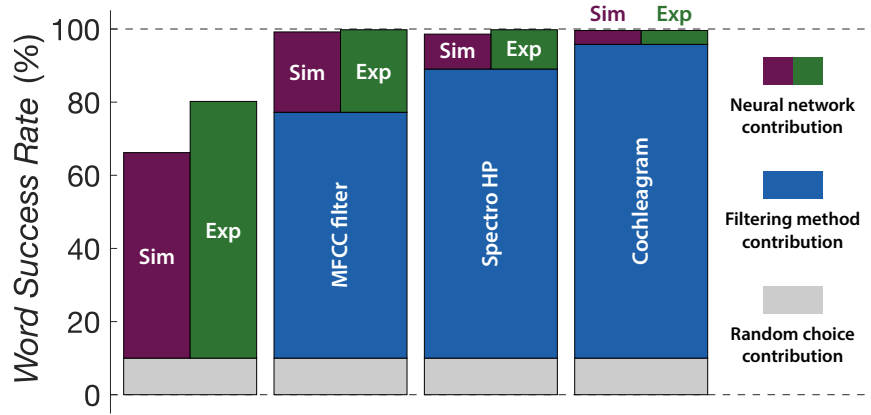 Word Success Rate (%)
100
80
60
40
20
0
Sim
Exp
Sim
Exp
MFCC filter
Sim
Exp
Spectro HP
Sim
Exp
Cochleagram
Neural network
contribution
Filtering method
contribution
Random choice
contribution